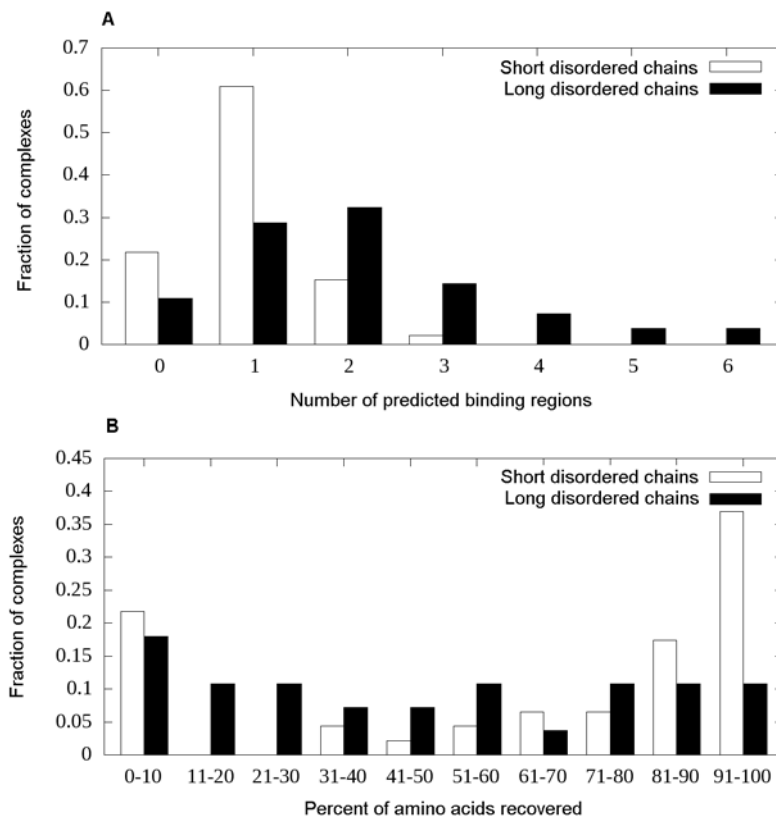 A
0.7
0.6
0.5
0.4
0.3
0.2
0.1
0
Fraction of complexes
Short disordered chains
Long disordered chains
0 1 2 3 4 5 6
Number of predicted binding regions
B
0.45
0.4
0.35
0.3
0.25
0.2
0.15
0.1
0.05
0
Fraction of complexes
Short disordered chains
Long disordered chains
0-10 11-20 21-30 31-40 41-50 51-60 61-70 71-80 81-90 91-100
Percent of amino acids recovered